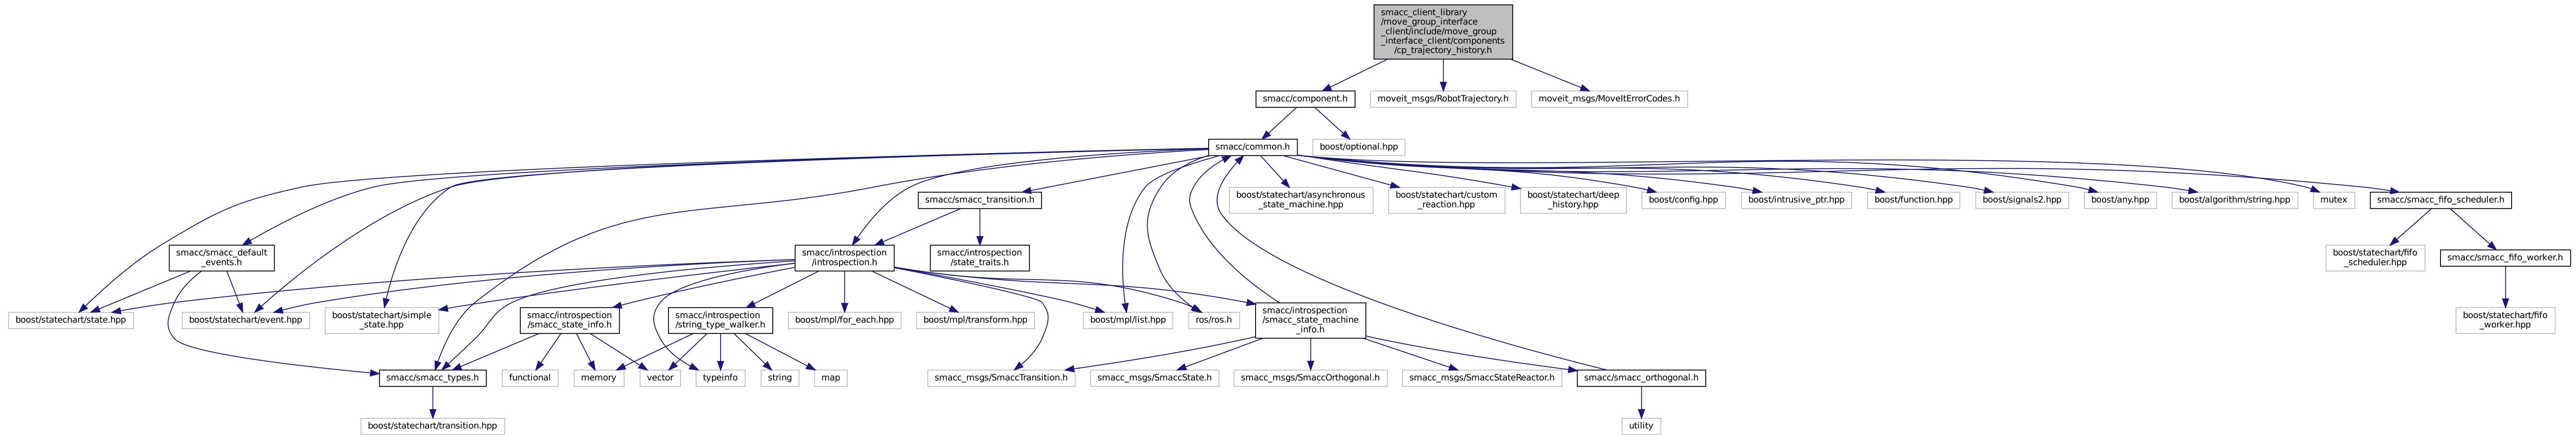 smacc_client_library
/move_group_interface
_client/include/move_group
_interface_client/components
/cp_trajectory_history.h
smacc/component.h
moveit_msgs/RobotTrajectory.h
moveit_msgs/MoveItErrorCodes.h
smacc/common.h
boost/optional.hpp
smacc/smacc_transition.h
boost/statechart/asynchronous
_state_machine.hpp
boost/statechart/custom
_reaction.hpp
boost/statechart/deep
_history.hpp
boost/config.hpp
boost/intrusive_ptr.hpp
boost/function.hpp
boost/signals2.hpp
boost/any.hpp
boost/algorithm/string.hpp
mutex
smacc/smacc_fifo_scheduler.h
smacc/smacc_default
_events.h
smacc/introspection
/introspection.h
smacc/introspection
/state_traits.h
boost/statechart/fifo
_scheduler.hpp
smacc/smacc_fifo_worker.h
boost/statechart/state.hpp
boost/statechart/event.hpp
boost/statechart/simple
_state.hpp
smacc/introspection
/smacc_state_info.h
smacc/introspection
/string_type_walker.h
boost/mpl/for_each.hpp
boost/mpl/transform.hpp
boost/mpl/list.hpp
ros/ros.h
smacc/introspection
/smacc_state_machine
_info.h
boost/statechart/fifo
_worker.hpp
smacc/smacc_types.h
functional
memory
vector
typeinfo
string
map
smacc_msgs/SmaccTransition.h
smacc_msgs/SmaccState.h
smacc_msgs/SmaccOrthogonal.h
smacc_msgs/SmaccStateReactor.h
smacc/smacc_orthogonal.h
boost/statechart/transition.hpp
utility